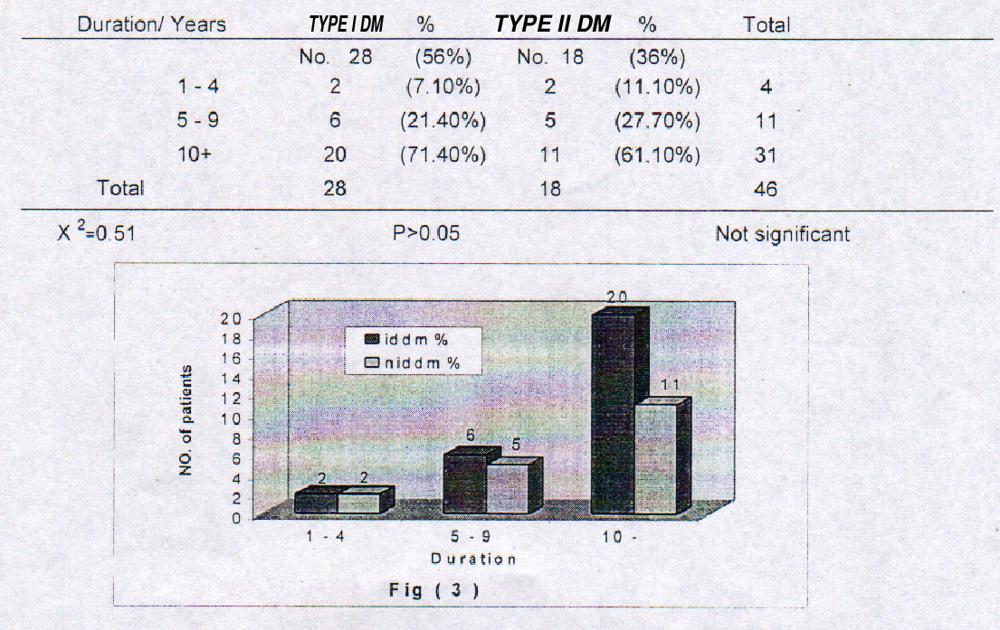 Duration/ Years TYPE I DM % TYPE II DM % Total
No. 28 (56%) No. 18 (36%)
1 - 4 2 (7.10%) 2 (11.10%) 4
5 - 9 6 (21.40%) 5 (27.70%) 11
10+ 20 (71.40%) 11 (61.10%) 31
Total 28 18 46
X ²=0.51 P>0.05 Not significant
20
20
18
16
14
12
10
8
6
4
2
0
NO. of patients
iddm %
niddm %
11
6
5
2 2
1 - 4 5 - 9 10 -
Duration
Fig ( 3 )